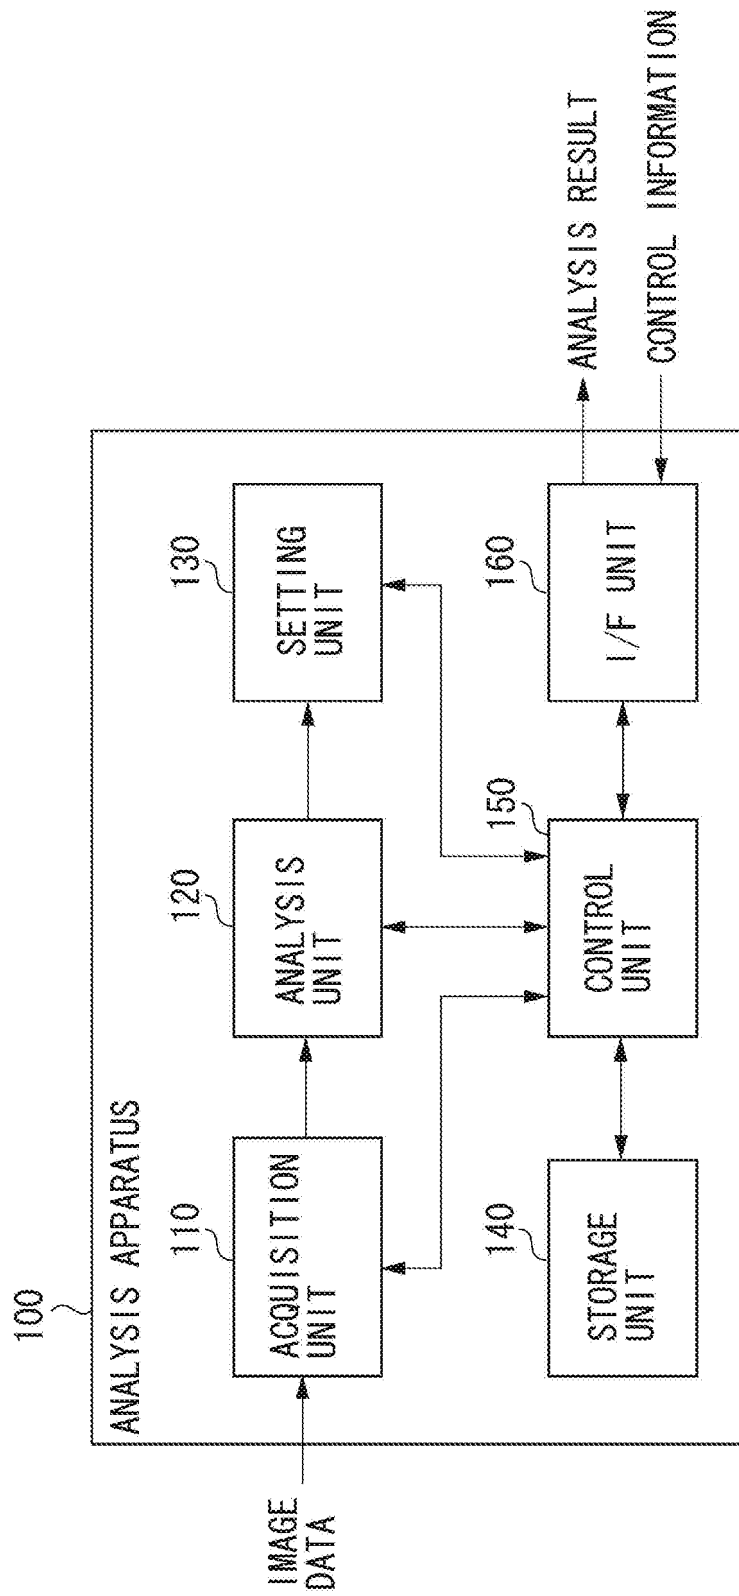 100
ANALYSIS APPARATUS
IMAGE
DATA
110
ACQUISITION
UNIT
120
ANALYSIS
UNIT
130
SETTING
UNIT
140
STORAGE
UNIT
150
CONTROL
UNIT
160
I/F UNIT
ANALYSIS RESULT
CONTROL INFORMATION